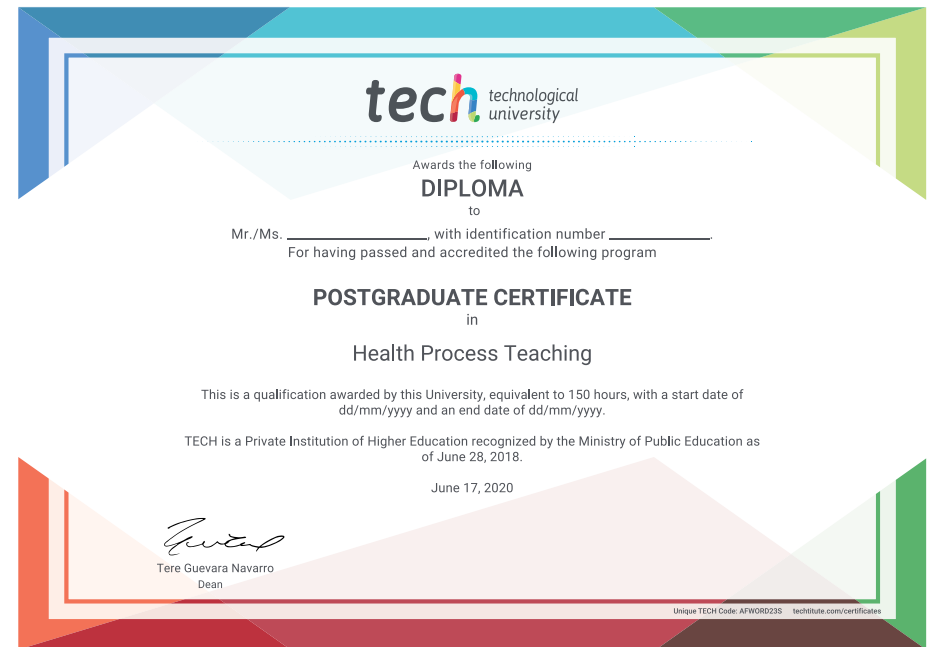 tech technological
university
Awards the following
DIPLOMA
to
Mr./Ms. ____________________, with identification number ______________.
For having passed and accredited the following program
POSTGRADUATE CERTIFICATE
in
Health Process Teaching
This is a qualification awarded by this University, equivalent to 150 hours, with a start date of
dd/mm/yyyy and an end date of dd/mm/yyyy.
TECH is a Private Institution of Higher Education recognized by the Ministry of Public Education as
of June 28, 2018.
June 17, 2020
Tere Guevara Navarro
Dean
Unique TECH Code: AFWORD23S techtitute.com/certificates